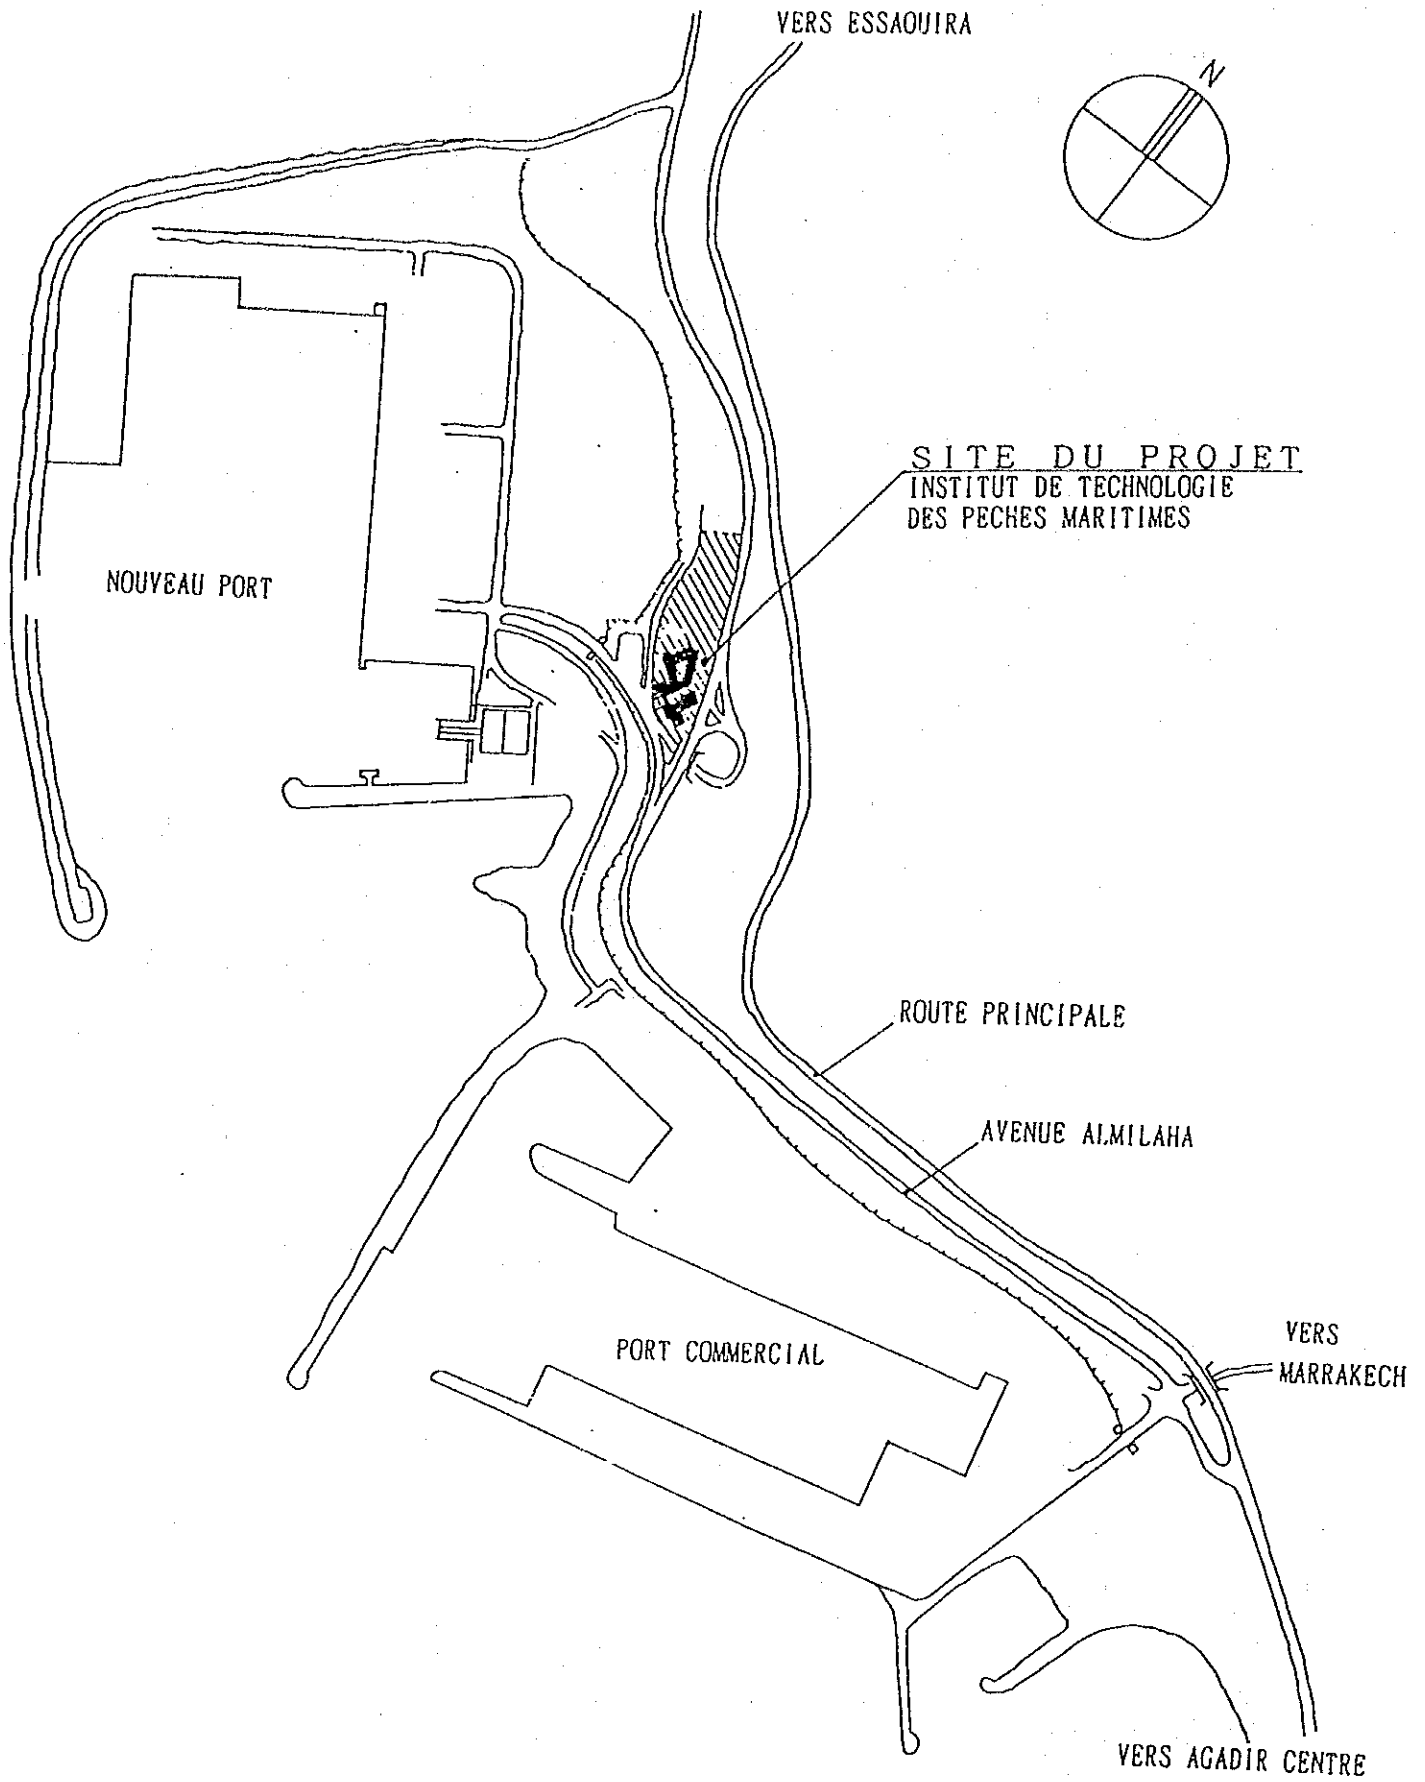 VERS ESSAOUIRA
N
SITE DU PROJET
INSTITUT DE TECHNOLOGIE
DES PECHES MARITIMES
NOUVEAU PORT
ROUTE PRINCIPALE
AVENUE ALMILAHA
PORT COMMERCIAL
VERS
MARRAKECH
VERS AGADIR CENTRE